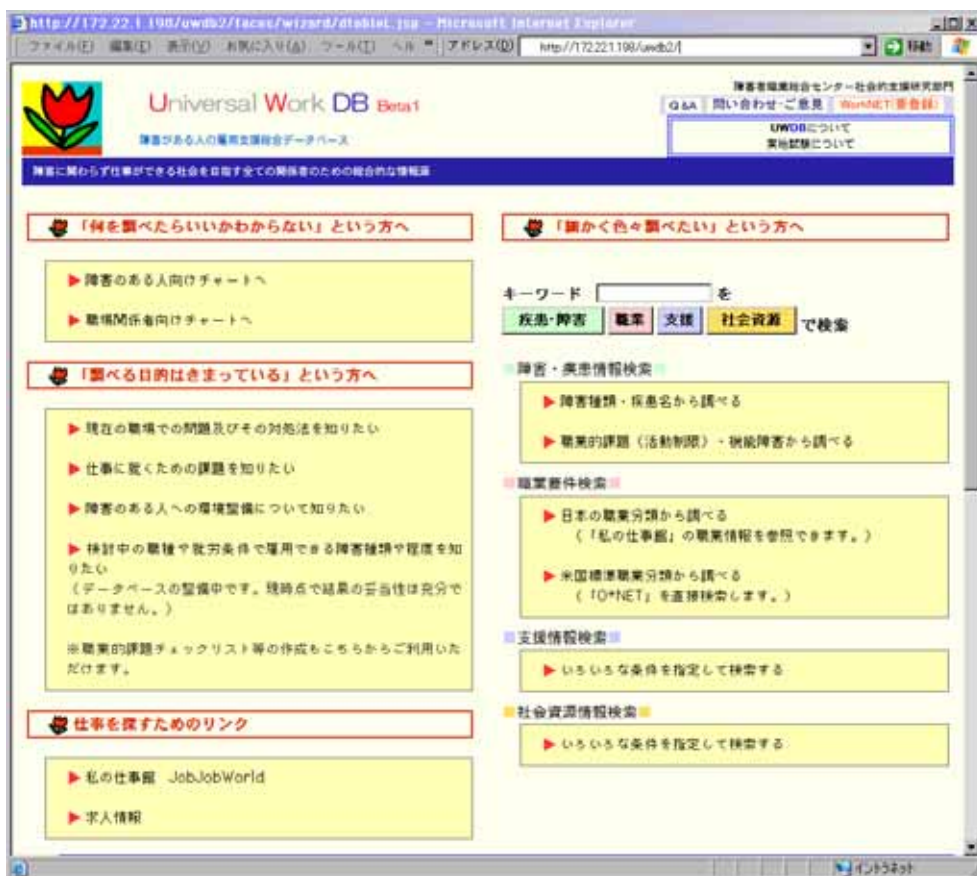 http://172.22.1.198/uwdb2/faces/wizard/dtablet.jsp - Microsoft Internet Explorer
ファイル(F) 編集(E) 表示(V) お気に入り(A) ツール(T) ヘル » アドレス(D) http://172.22.1.198/uwdb2/ 移動
Universal Work DB Beta1
障害がある人の雇用支援総合データベース
障害者職業総合センター社会的支援研究部門
Q&A 問い合わせ・ご意見 WorkNET(要登録)
UWDBについて
実地試験について
障害に関わらず仕事ができる社会を目指す全ての関係者のための総合的な情報源
「何を調べたらいいかわからない」という方へ
▶障害のある人向けチャートへ
▶職場関係者向けチャートへ
「調べる目的はきまっている」という方へ
▶現在の職場での問題及びその対処法を知りたい
▶仕事に就くための課題を知りたい
▶障害のある人への環境整備について知りたい
▶検討中の職種や就労条件で雇用できる障害種類や程度を知
りたい
(データベースの整備中です。現時点で結果の妥当性は充分で
はありません。)
※職業的課題チェックリスト等の作成もこちらからご利用いた
だけます。
仕事を探すためのリンク
▶私の仕事館 JobJobWorld
▶求人情報
「細かく色々調べたい」という方へ
キーワード を
疾患・障害 職業 支援 社会資源 で検索
障害・疾患情報検索
▶障害種類・疾患名から調べる
▶職業的課題(活動制限)・機能障害から調べる
職業要件検索
▶日本の職業分類から調べる
(「私の仕事館」の職業情報を参照できます。)
▶米国標準職業分類から調べる
(「O*NET」を直接検索します。)
支援情報検索
▶いろいろな条件を指定して検索する
社会資源情報検索
▶いろいろな条件を指定して検索する
イントラネット